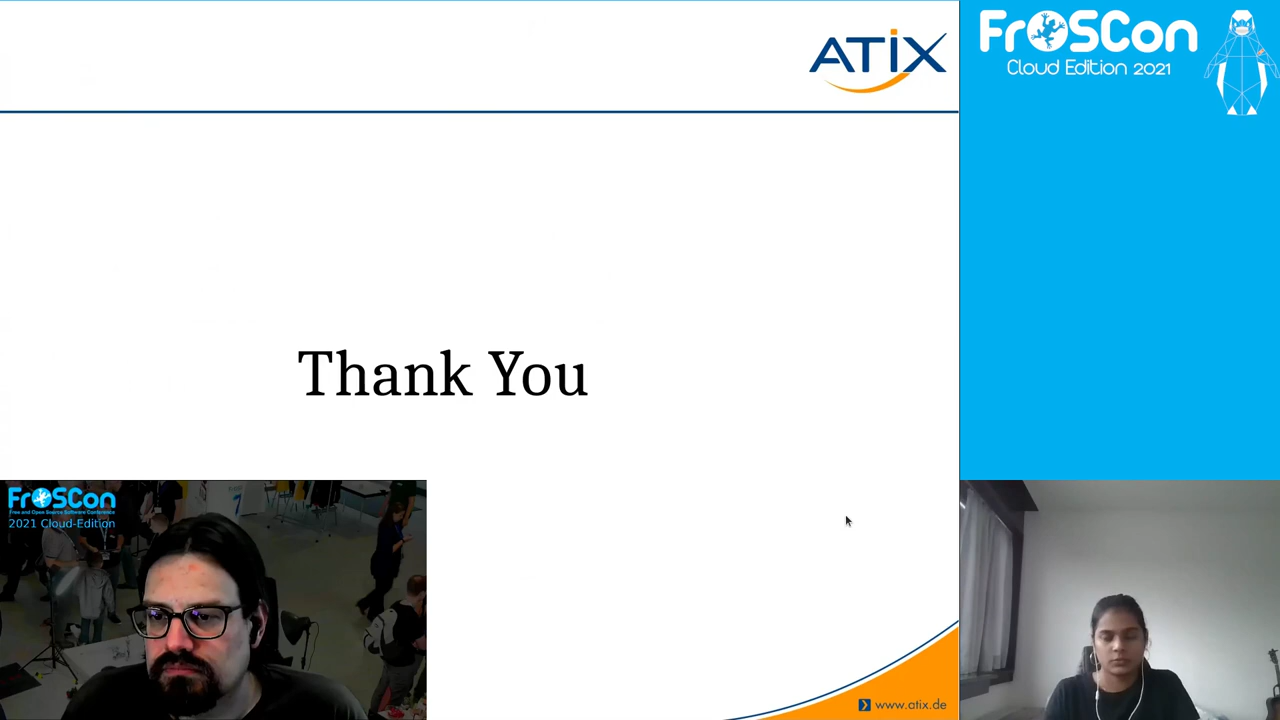 ATIX
FrOSCon
Cloud Edition 2021
Thank You
FrOSCon
Free and Open Source Software Conference
2021 Cloud-Edition
www.atix.de